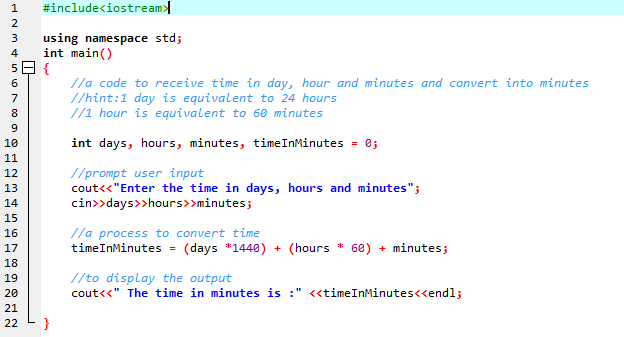 1 #include<iostream>
2
3 using namespace std;
4 int main()
5 {
6 //a code to receive time in day, hour and minutes and convert into minutes
7 //hint:1 day is equivalent to 24 hours
8 //1 hour is equivalent to 60 minutes
9
10 int days, hours, minutes, timeInMinutes = 0;
11
12 //prompt user input
13 cout<<"Enter the time in days, hours and minutes";
14 cin>>days>>hours>>minutes;
15
16 //a process to convert time
17 timeInMinutes = (days *1440) + (hours * 60) + minutes;
18
19 //to display the output
20 cout<<" The time in minutes is :" <<timeInMinutes<<endl;
21
22 }